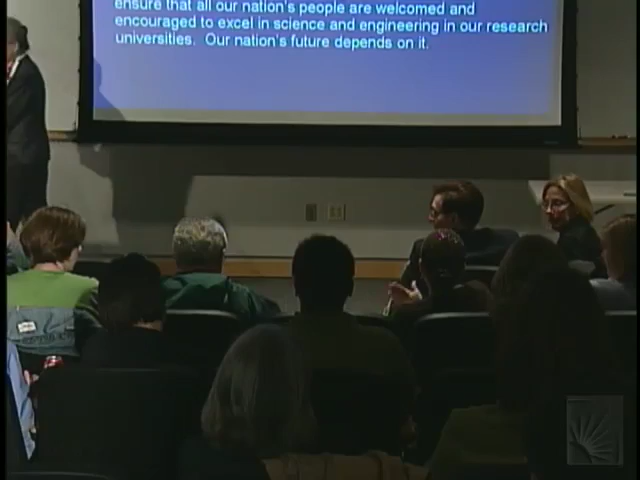 ensure that all our nation's people are welcomed and
encouraged to excel in science and engineering in our research
universities. Our nation's future depends on it.